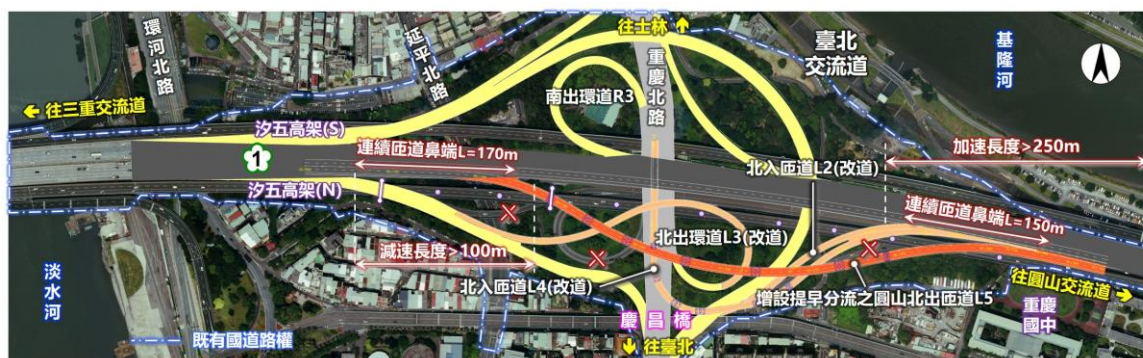 往士林
環河北路
延平北路
重慶北路
臺北
交流道
基隆河
往三重交流道
南出環道R3
汐五高架(S)
1
連續匝道鼻端L=170m
北入匝道L2(改道)
加速長度>250m
汐五高架(N)
連續匝道鼻端L=150m
減速長度>100m
北出環道L3(改道)
淡水河
北入匝道L4(改道)
增設提早分流之圓山北出匝道L5
往圓山交流道
慶昌橋
重慶
國中
既有國道路權
往臺北